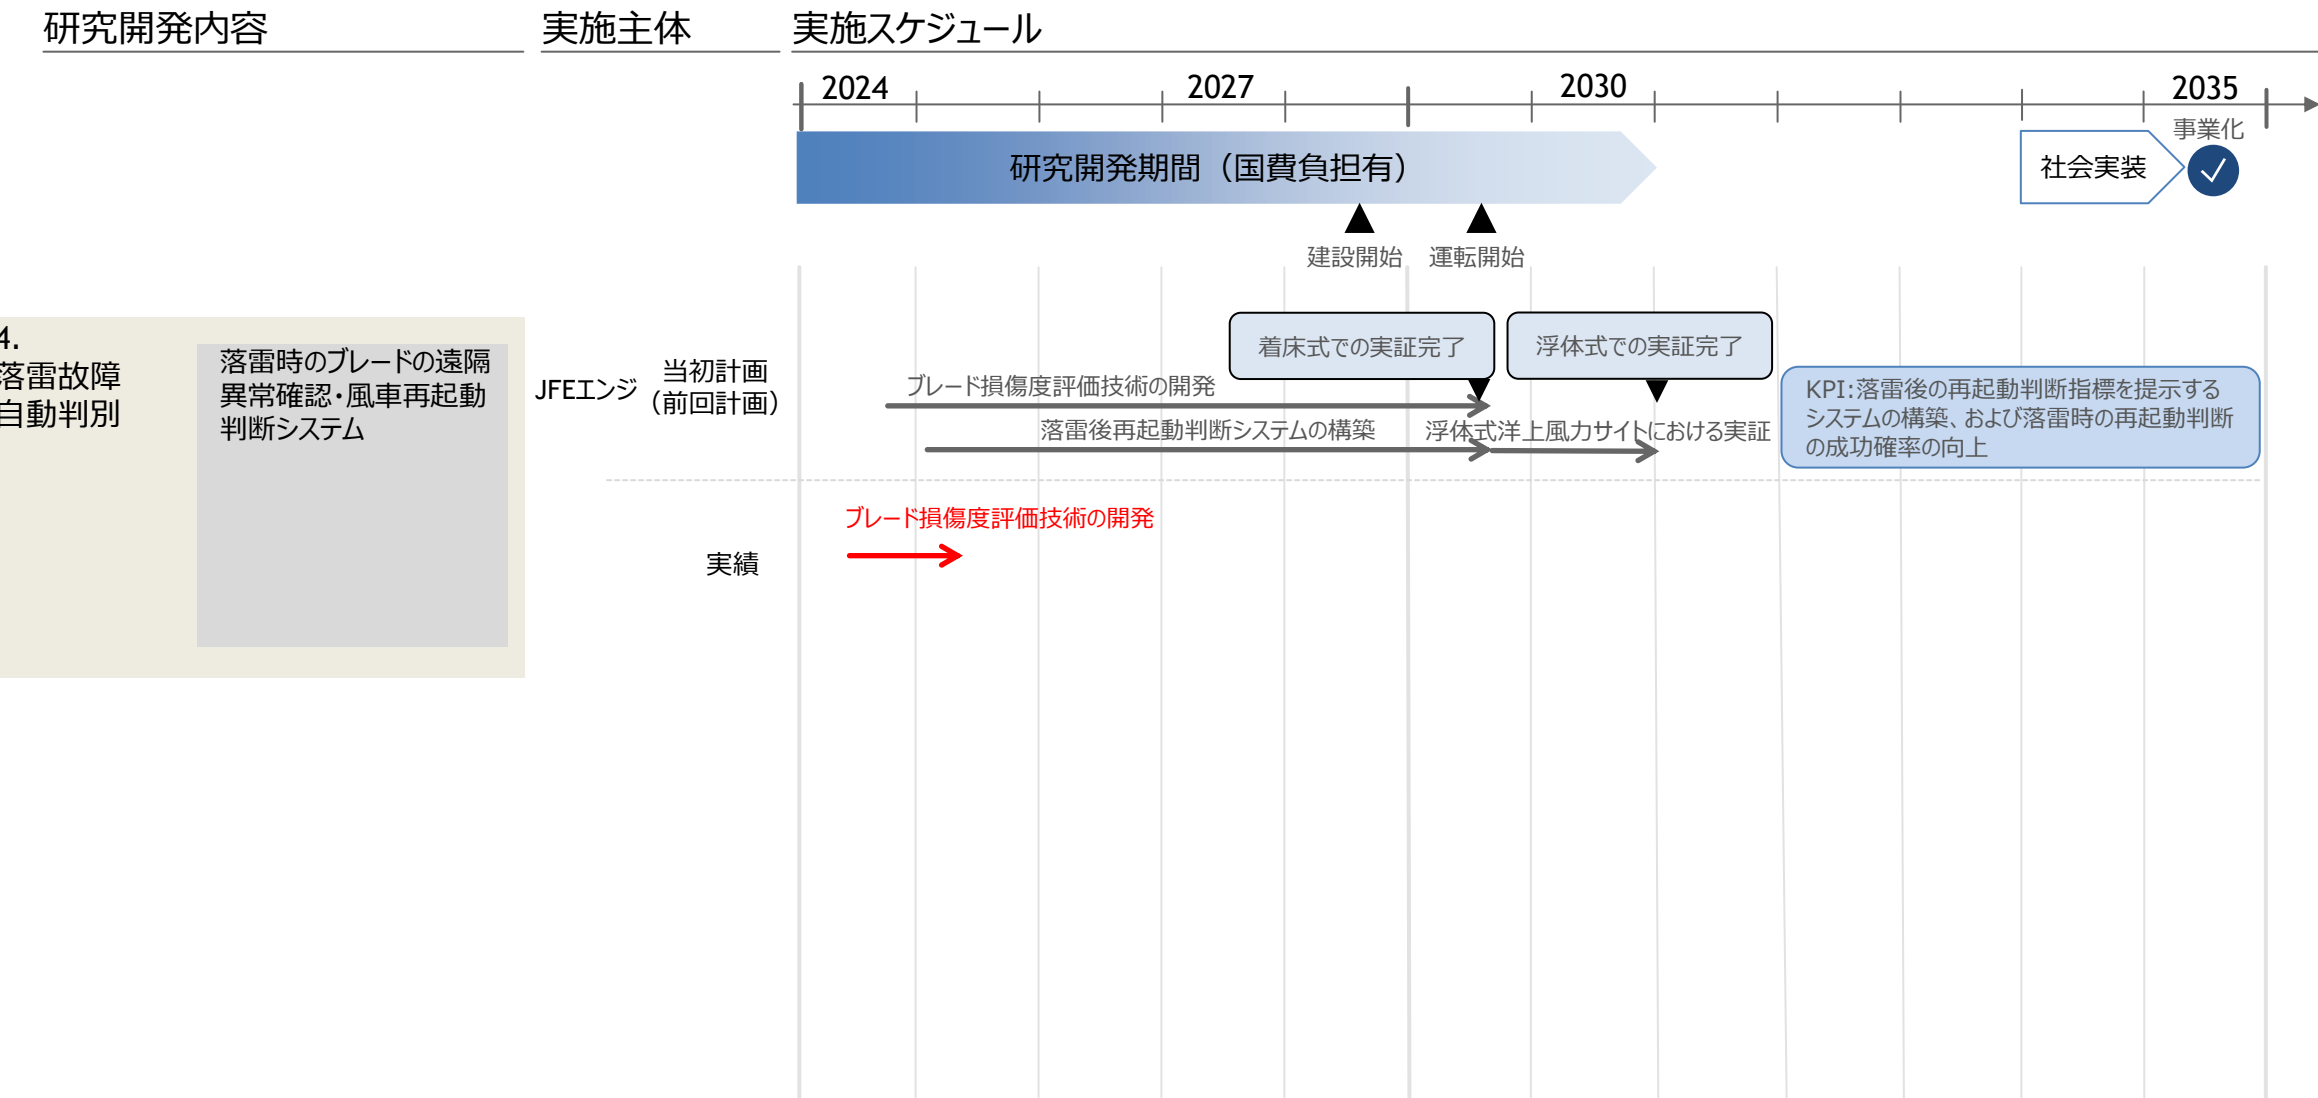 研究開発内容
実施主体
実施スケジュール
2024
2027
2030
2035
事業化
研究開発期間（国費負担有）
社会実装
建設開始
運転開始
4.
落雷故障
自動判別
落雷時のブレードの遠隔
異常確認・風車再起動
判断システム
JFEエンジ
当初計画
（前回計画）
着床式での実証完了
浮体式での実証完了
ブレード損傷度評価技術の開発
落雷後再起動判断システムの構築
浮体式洋上風力サイトにおける実証
KPI:落雷後の再起動判断指標を提示する
システムの構築、および落雷時の再起動判断
の成功確率の向上
実績
ブレード損傷度評価技術の開発